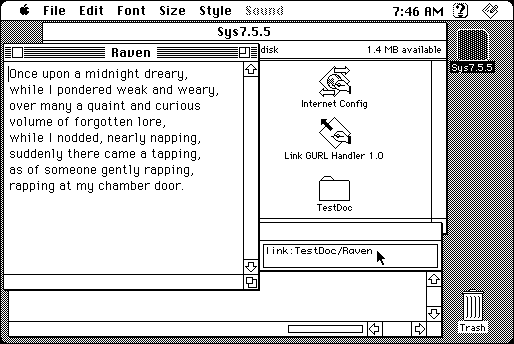 File Edit Font Size Style Sound 7:46 AM
Sys7.5.5
disk 1.4 MB available
Raven
Once upon a midnight dreary,
while I pondered weak and weary,
over many a quaint and curious
volume of forgotten lore,
while I nodded, nearly napping,
suddenly there came a tapping,
as of someone gently rapping,
rapping at my chamber door.
Internet Config
Link GURL Handler 1.0
TestDoc
link:TestDoc/Raven
Sys7.5.5
Trash